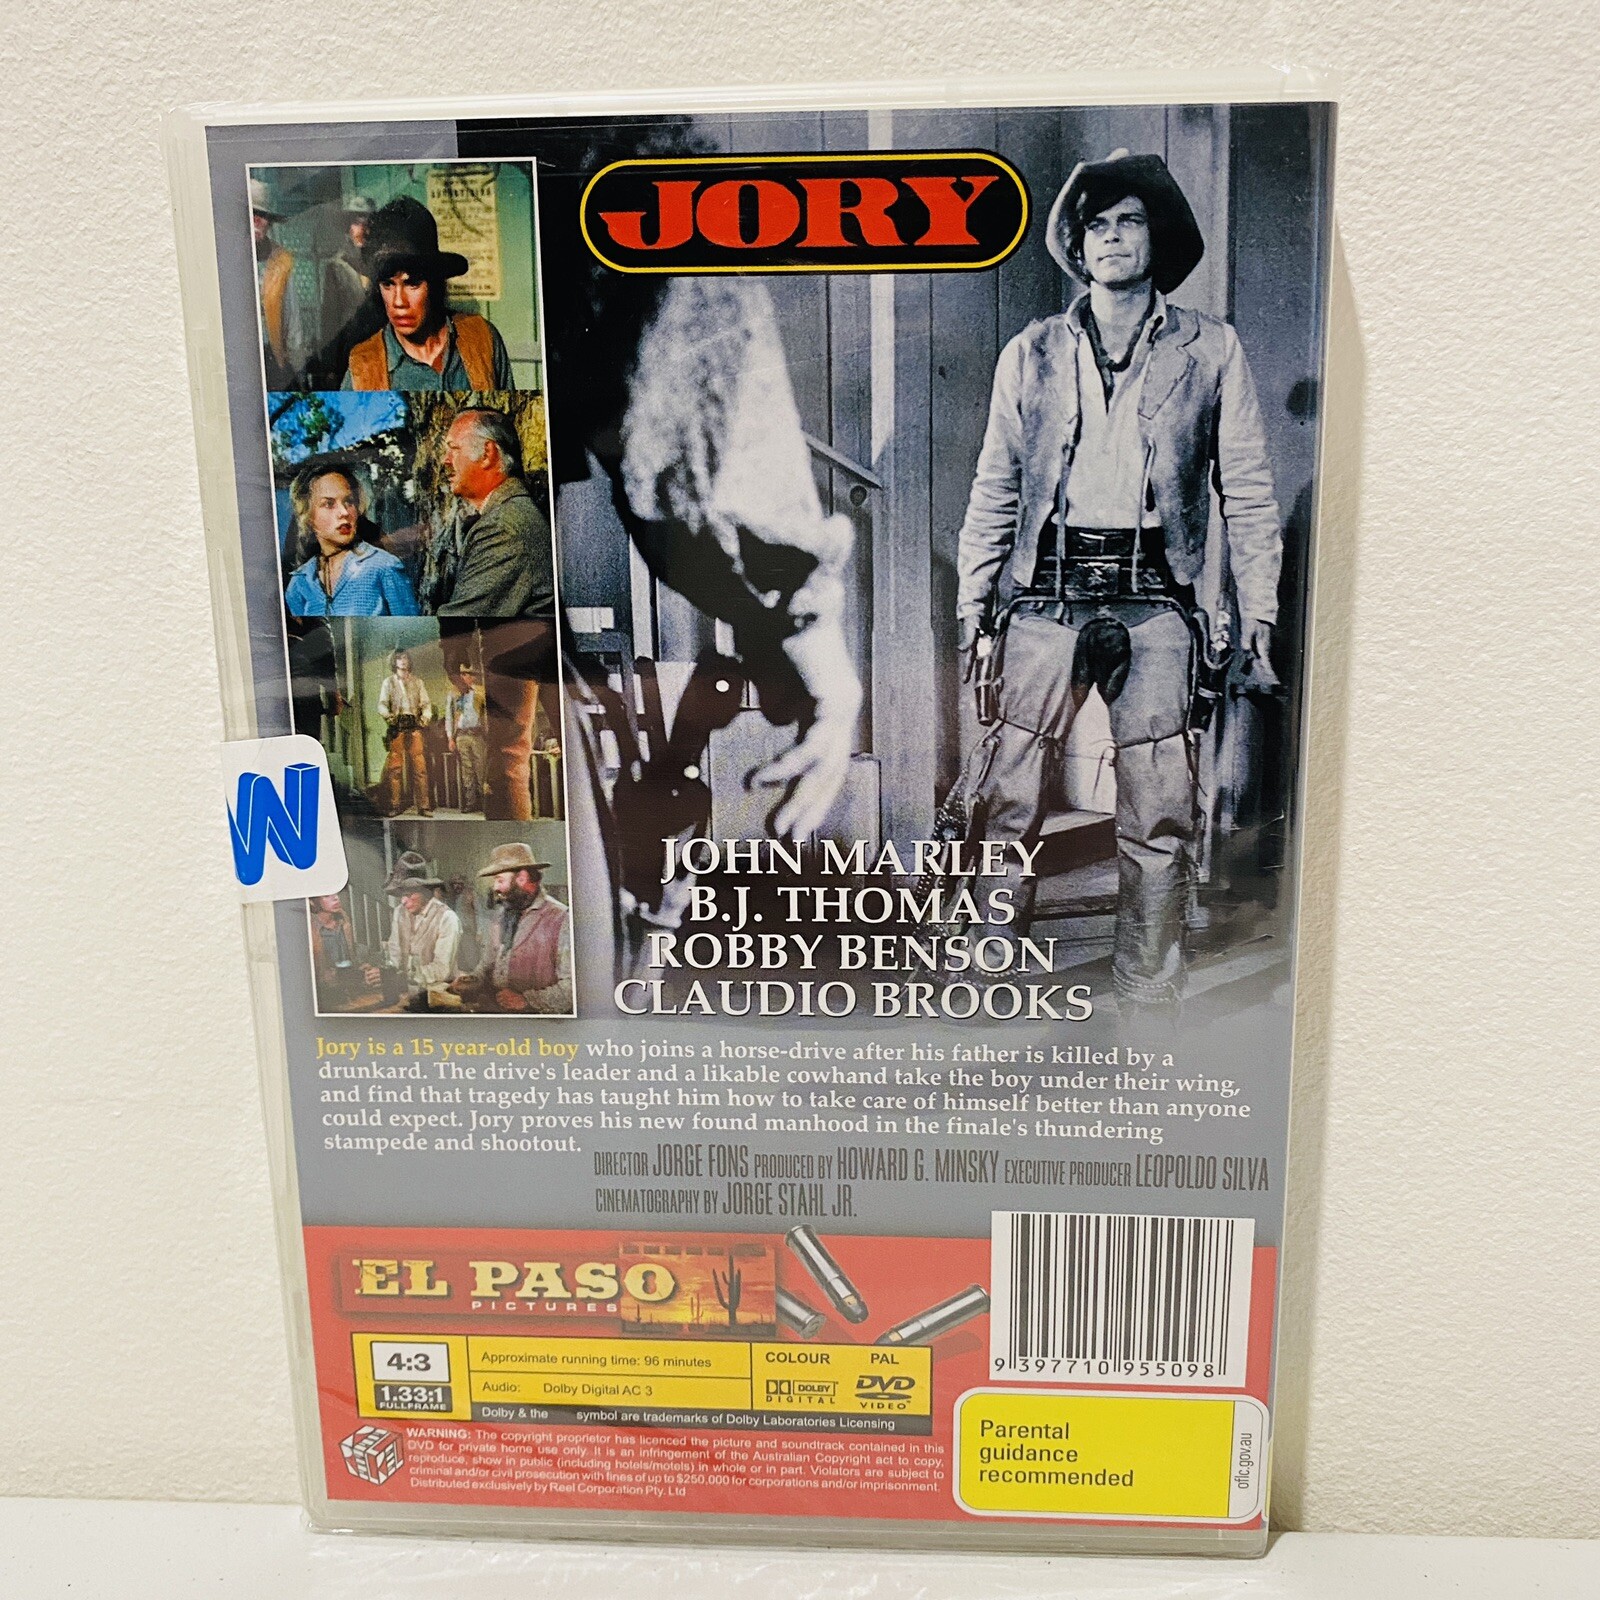 JORY
W
JOHN MARLEY
B.J. THOMAS
ROBBY BENSON
CLAUDIO BROOKS
Jory is a 15 year-old boy who joins a horse-drive after his father is killed by a
drunkard. The drive's leader and a likable cowhand take the boy under their wing,
and find that tragedy has taught him how to take care of himself better than anyone
could expect. Jory proves his new found manhood in the finale's thundering
stampede and shootout.
DIRECTOR JORGE FONS PRODUCED BY HOWARD G. MINSKY EXECUTIVE PRODUCER LEOPOLDO SILVA
CINEMATOGRAPHY BY JORGE STAHL JR.
EL PASO
PICTURES
4:3
1.33:1
FULLFRAME
Approximate running time: 96 minutes
Audio: Dolby Digital AC 3
COLOUR PAL
DOLBY
DIGITAL
DVD
VIDEO
Dolby & the symbol are trademarks of Dolby Laboratories Licensing
WARNING: The copyright proprietor has licenced the picture and soundtrack contained in this
DVD for private home use only. It is an infringement of the Australian Copyright act to copy,
reproduce, show in public (including hotels/motels) in whole or in part. Violators are subject to
criminal and/or civil prosecution with fines of up to $250,000 for corporations and/or imprisonment.
Distributed exclusively by Reel Corporation Pty. Ltd
9 397710 955098
Parental
guidance
recommended
oflc.gov.au